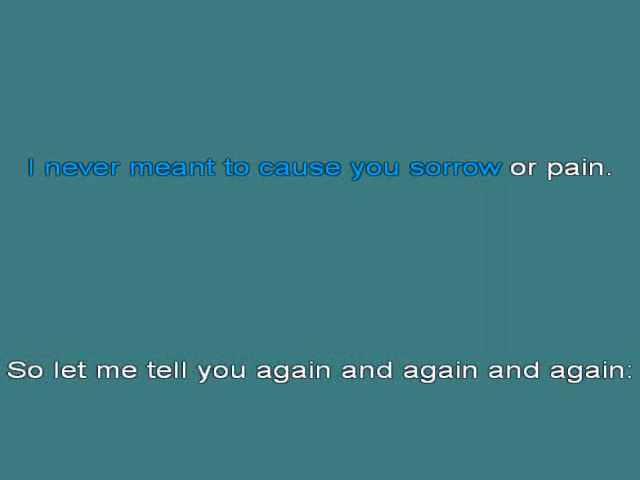 I never meant to cause you sorrow or pain.
So let me tell you again and again and again: